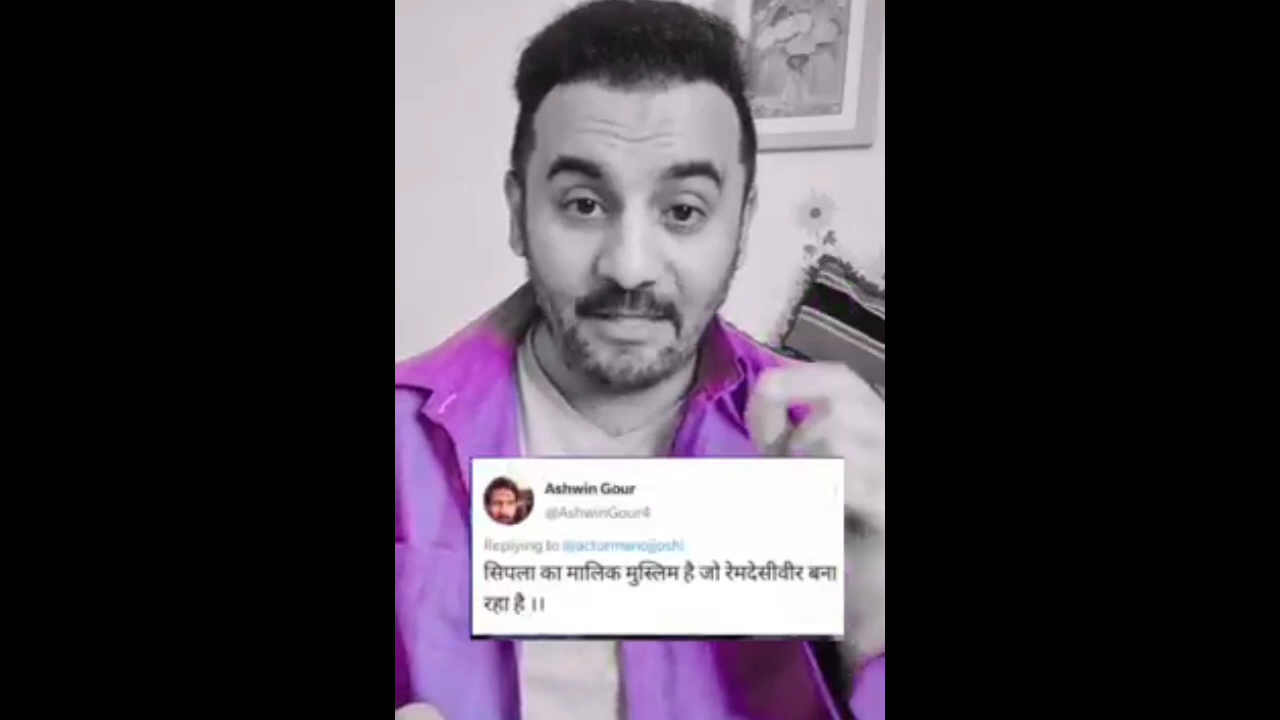 Ashwin Gour
@AshwinGour4
Replying to @actormanojjoshi
सिपला का मालिक मुस्लिम है जो रेमदेसीवीर बना
रहा है ।।